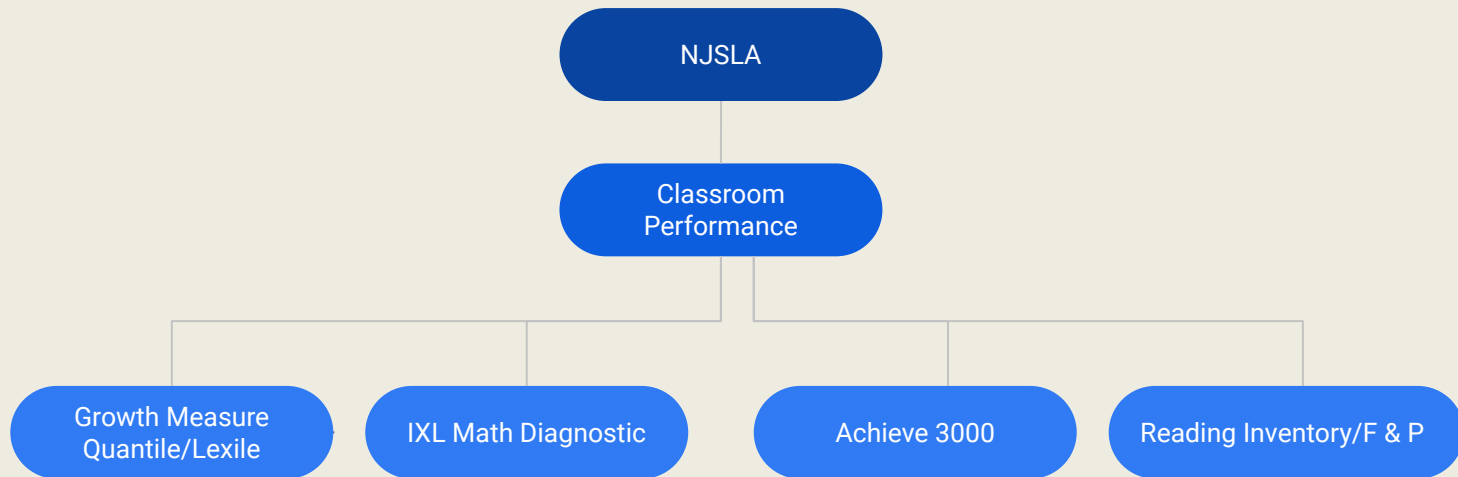 NJSLA
Classroom
Performance
Growth Measure
Quantile/Lexile
IXL Math Diagnostic
Achieve 3000
Reading Inventory/F & P